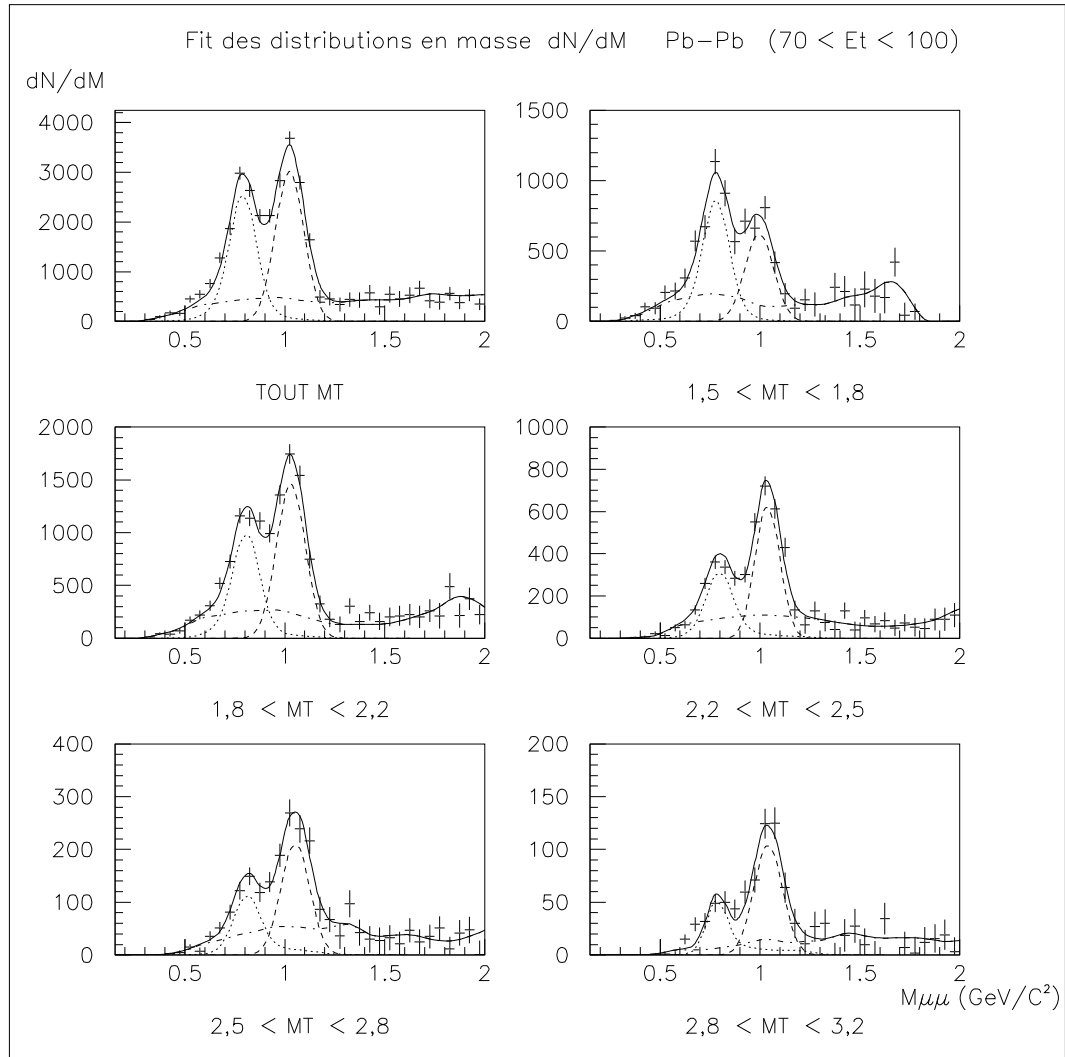 Fit des distributions en masse dN/dM Pb-Pb (70 < Et < 100)
dN/dM
4000
3000
2000
1000
0
0.5 1 1.5 2
TOUT MT
1500
1000
500
0
0.5 1 1.5 2
1,5 < MT < 1,8
2000
1500
1000
500
0
0.5 1 1.5 2
1,8 < MT < 2,2
1000
800
600
400
200
0
0.5 1 1.5 2
2,2 < MT < 2,5
400
300
200
100
0
0.5 1 1.5 2
2,5 < MT < 2,8
200
150
100
50
0
0.5 1 1.5 2
Mμμ (GeV/C²)
2,8 < MT < 3,2